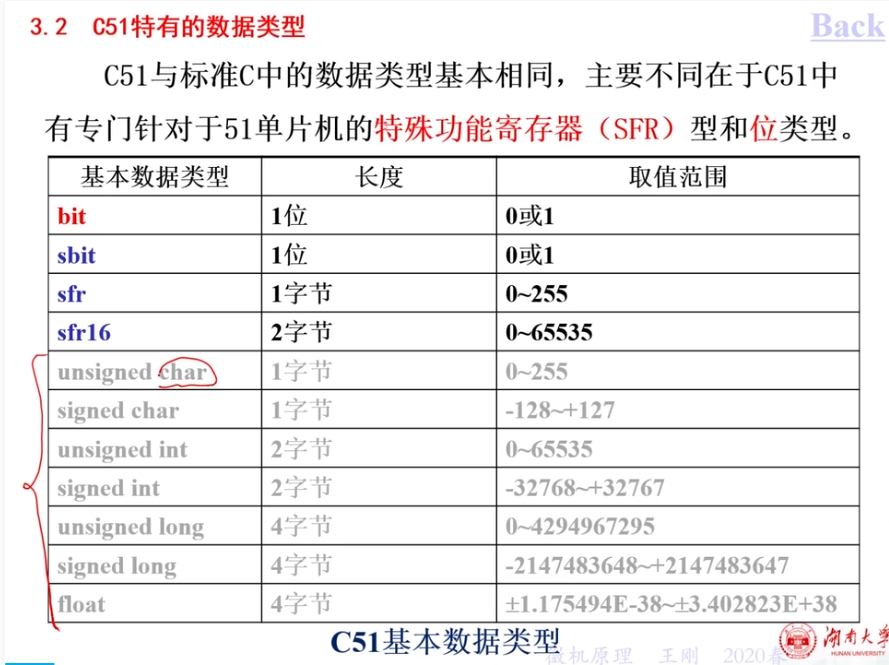 3.2 C51特有的数据类型
Back
C51与标准C中的数据类型基本相同，主要不同在于C51中
有专门针对于51单片机的特殊功能寄存器（SFR）型和位类型。
基本数据类型 长度 取值范围
bit 1位 0或1
sbit 1位 0或1
sfr 1字节 0~255
sfr16 2字节 0~65535
unsigned char 1字节 0~255
signed char 1字节 -128~+127
unsigned int 2字节 0~65535
signed int 2字节 -32768~+32767
unsigned long 4字节 0~4294967295
signed long 4字节 -2147483648~+2147483647
float 4字节 ±1.175494E-38~±3.402823E+38
C51基本数据类型
微机原理 王刚 2020春
湖南大学
HUNAN UNIVERSITY